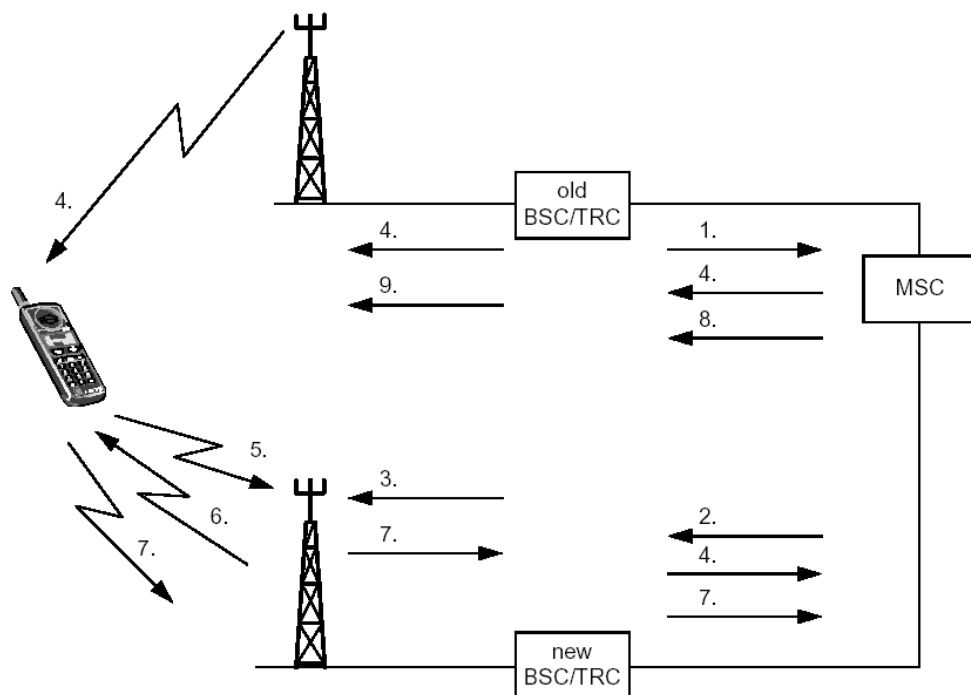 old
BSC/TRC
4.
4.
1.
9.
4.
MSC
8.
5.
3.
6.
2.
7.
7.
4.
7.
new
BSC/TRC